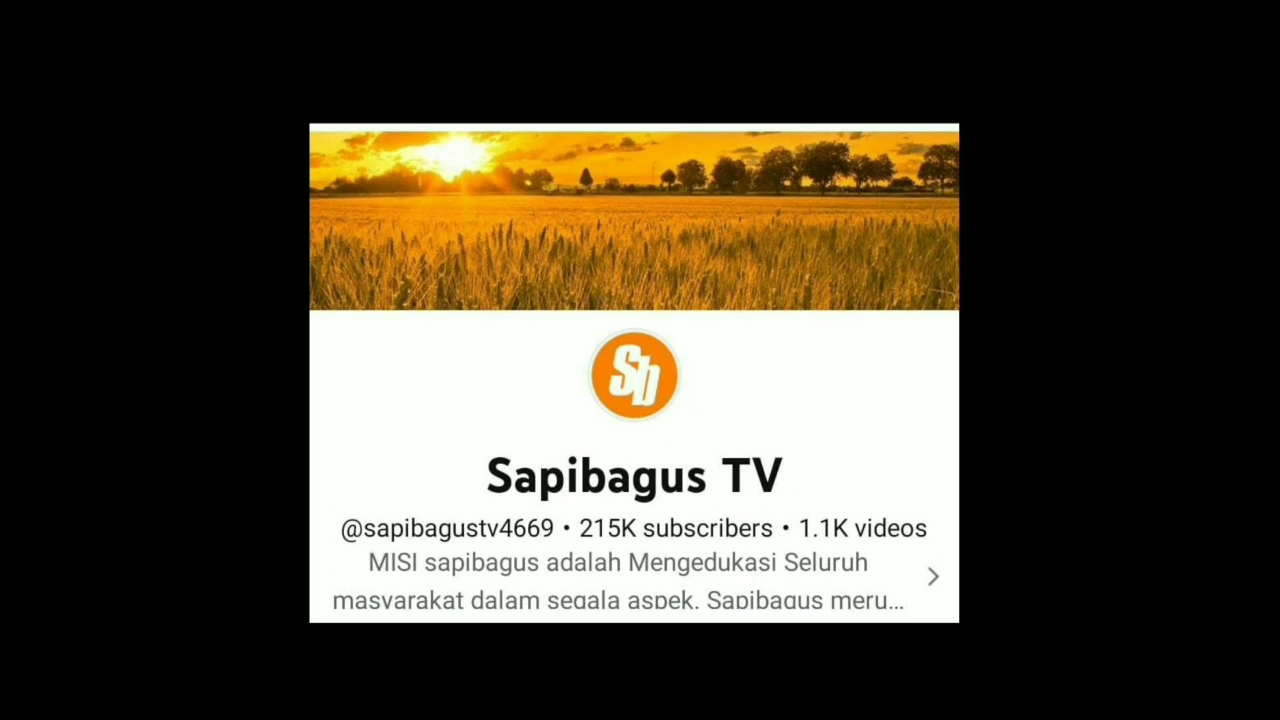 Sb
Sapibagus TV
@sapibagustv4669 • 215K subscribers • 1.1K videos
MISI sapibagus adalah Mengedukasi Seluruh
masyarakat dalam segala aspek. Sapibagus meru...